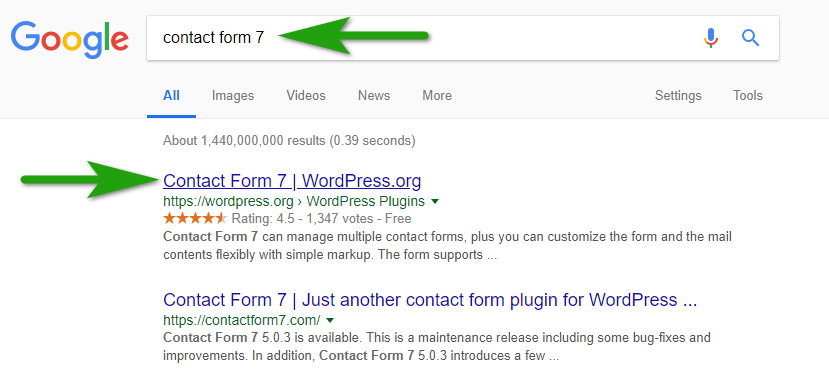 Google
contact form 7
All Images Videos News More Settings Tools
About 1,440,000,000 results (0.39 seconds)
Contact Form 7 | WordPress.org
https://wordpress.org › WordPress Plugins
Rating: 4.5 - 1,347 votes - Free
Contact Form 7 can manage multiple contact forms, plus you can customize the form and the mail
contents flexibly with simple markup. The form supports ...
Contact Form 7 | Just another contact form plugin for WordPress ...
https://contactform7.com/
Contact Form 7 5.0.3 is available. This is a maintenance release including some bug-fixes and
improvements. In addition, Contact Form 7 5.0.3 introduces a few ...